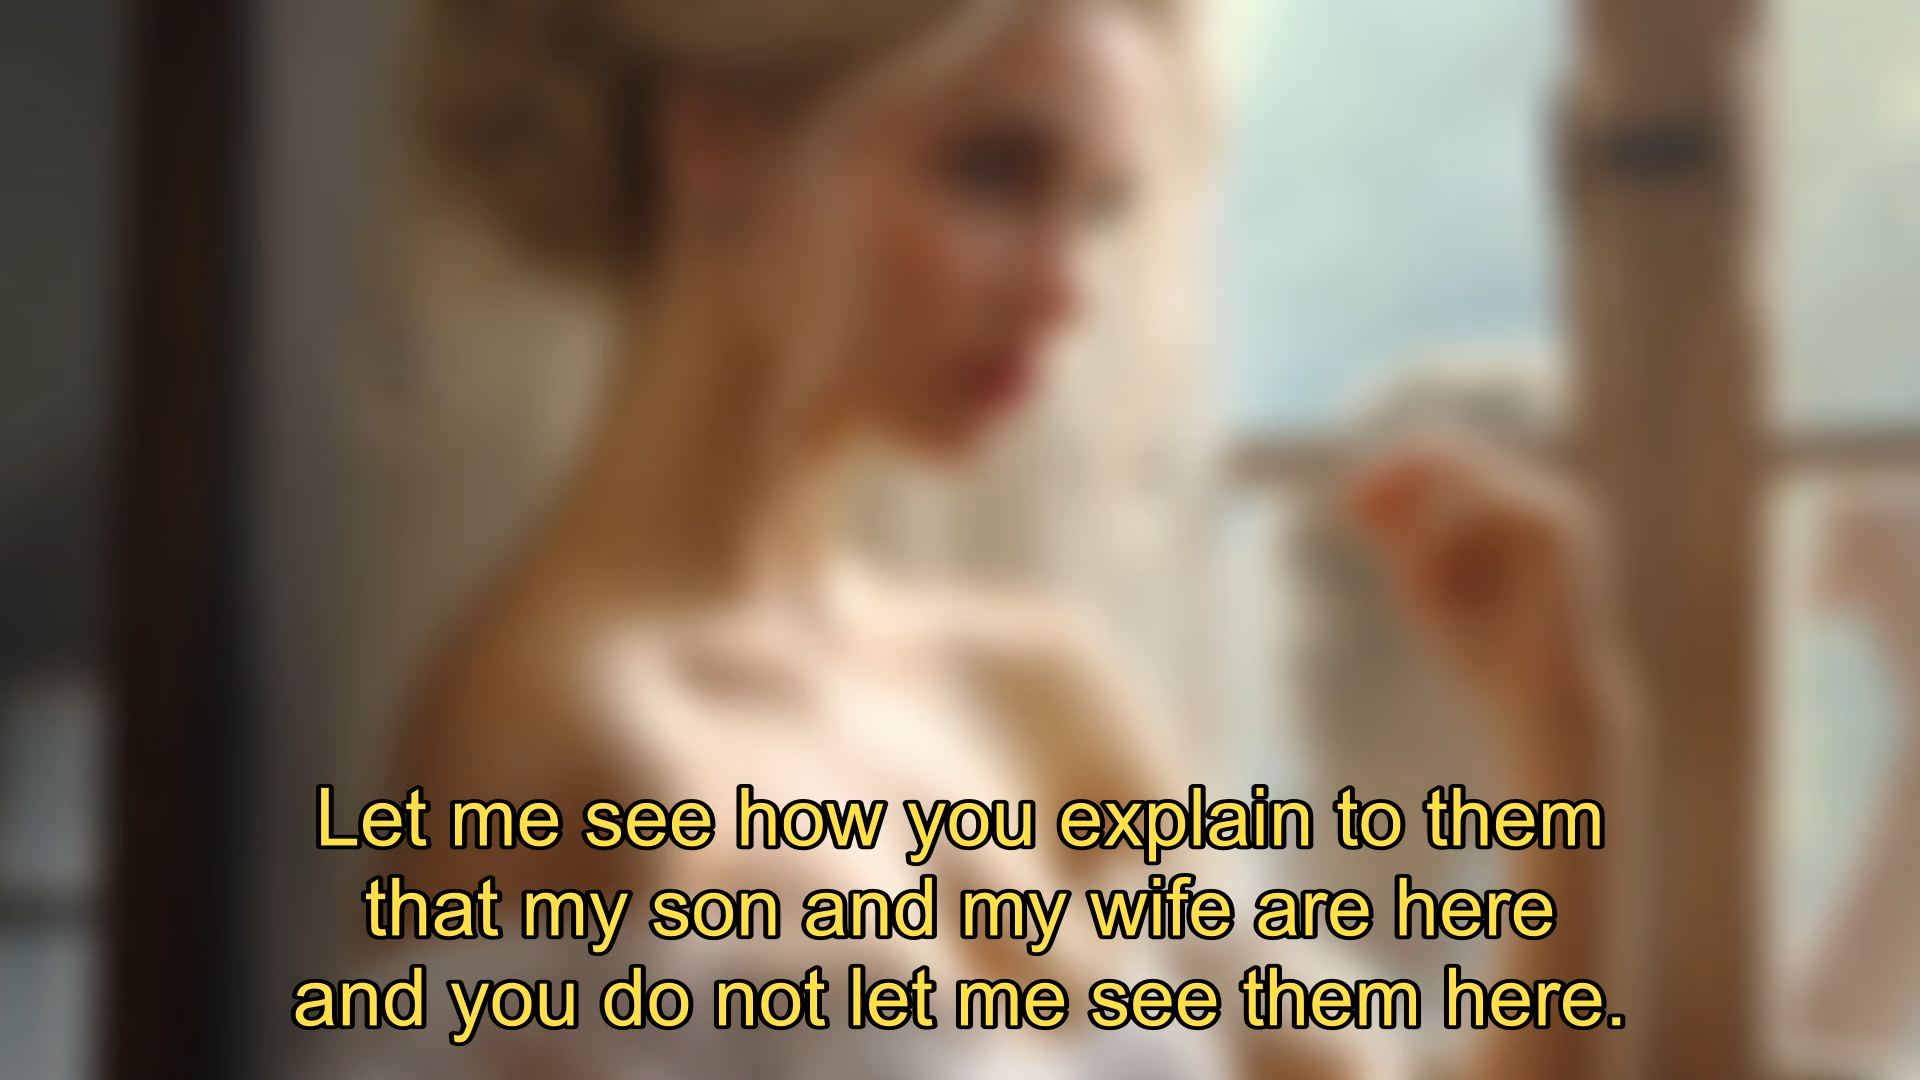 Let me see how you explain to them
that my son and my wife are here
and you do not let me see them here.